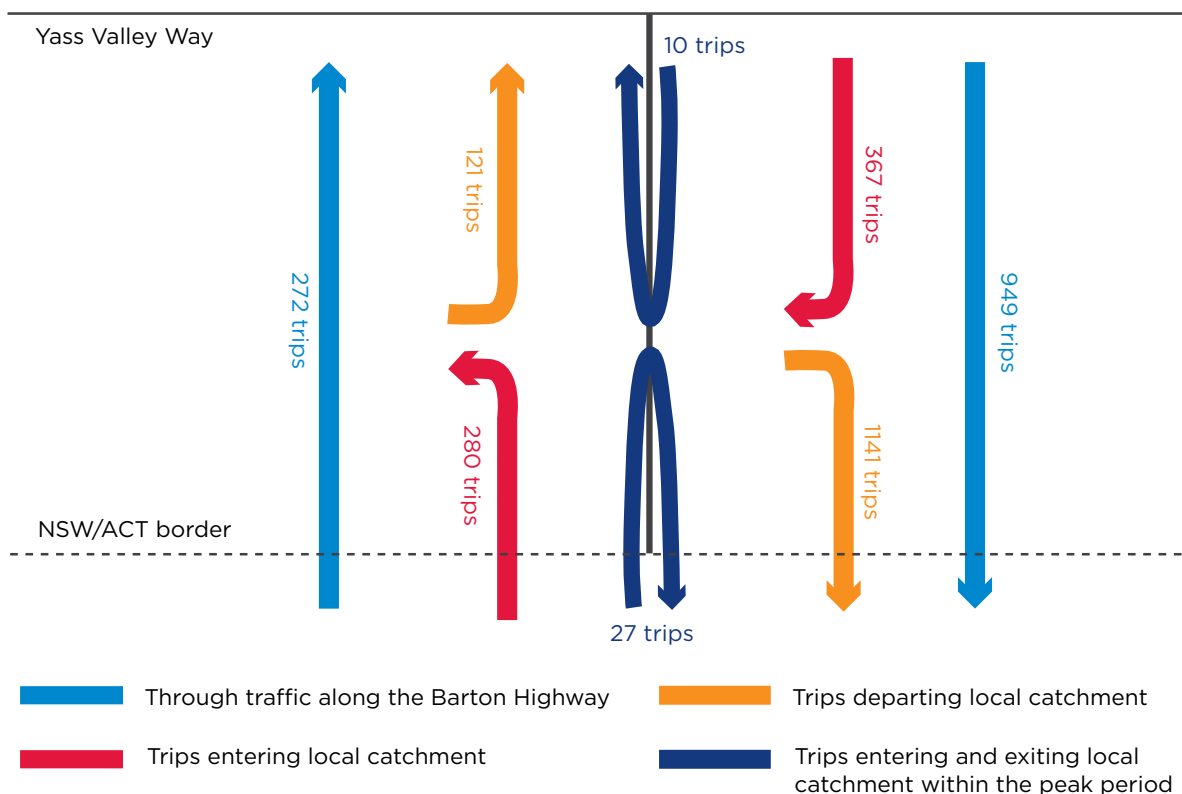 Yass Valley Way
10 trips
121 trips
367 trips
272 trips
949 trips
280 trips
1141 trips
NSW/ACT border
27 trips
Through traffic along the Barton Highway
Trips departing local catchment
Trips entering local catchment
Trips entering and exiting local
catchment within the peak period